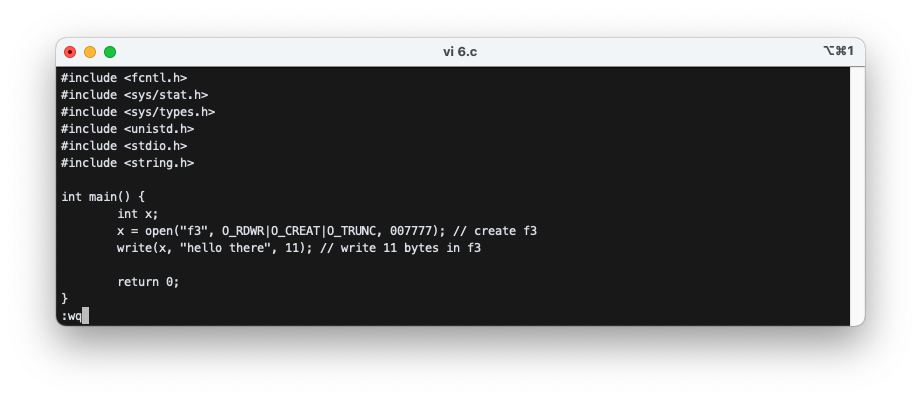 vi 6.c ⌥⌘1
#include <fcntl.h>
#include <sys/stat.h>
#include <sys/types.h>
#include <unistd.h>
#include <stdio.h>
#include <string.h>

int main() {
        int x;
        x = open("f3", O_RDWR|O_CREAT|O_TRUNC, 007777); // create f3
        write(x, "hello there", 11); // write 11 bytes in f3

        return 0;
}
:wq